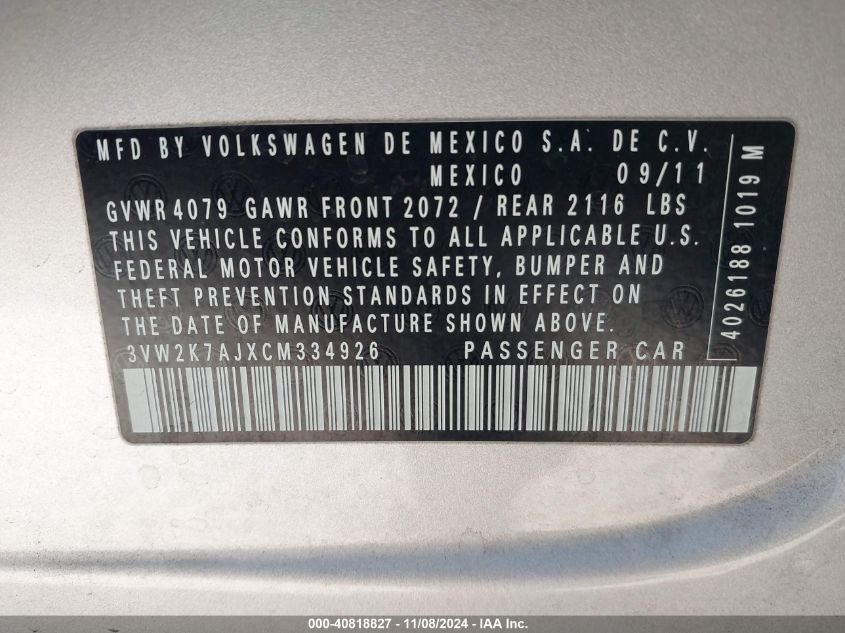 MFD BY VOLKSWAGEN DE MEXICO S.A. DE C.V.
MEXICO 09/11
GVWR 4079 GAWR FRONT 2072 / REAR 2116 LBS
THIS VEHICLE CONFORMS TO ALL APPLICABLE U.S.
FEDERAL MOTOR VEHICLE SAFETY, BUMPER AND
THEFT PREVENTION STANDARDS IN EFFECT ON
THE DATE OF MANUFACTURE SHOWN ABOVE.
3VW2K7AJXCM334926 PASSENGER CAR
4026188 1019 M
000-40818827 - 11/08/2024 - IAA Inc.